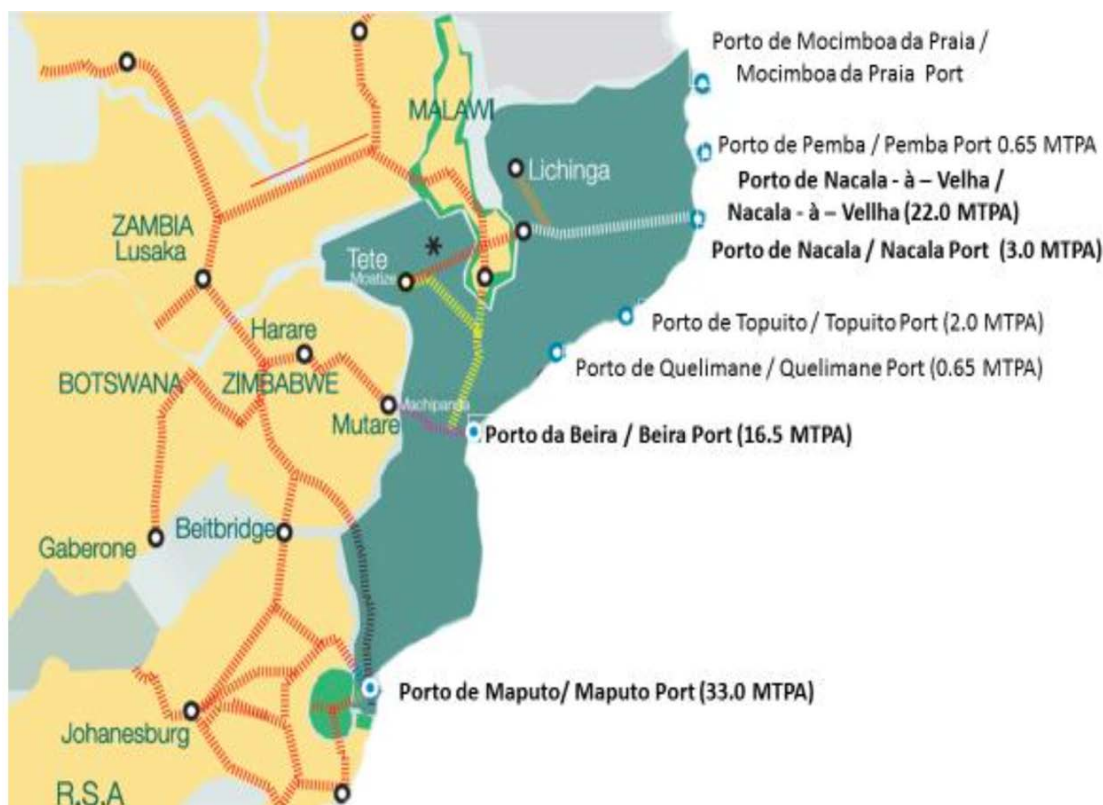 Porto de Mocimboa da Praia /
Mocimboa da Praia Port
MALAWI
Porto de Pemba / Pemba Port 0.65 MTPA
Lichinga
Porto de Nacala - à – Velha /
Nacala - à – Vellha (22.0 MTPA)
ZAMBIA
Lusaka
*
Porto de Nacala / Nacala Port (3.0 MTPA)
Tete
Moatize
Harare
Porto de Topuito / Topuito Port (2.0 MTPA)
BOTSWANA
ZIMBABWE
Porto de Quelimane / Quelimane Port (0.65 MTPA)
Machipanda
Mutare
Porto da Beira / Beira Port (16.5 MTPA)
Beitbridge
Gaberone
Porto de Maputo/ Maputo Port (33.0 MTPA)
Johanesburg
R.S.A